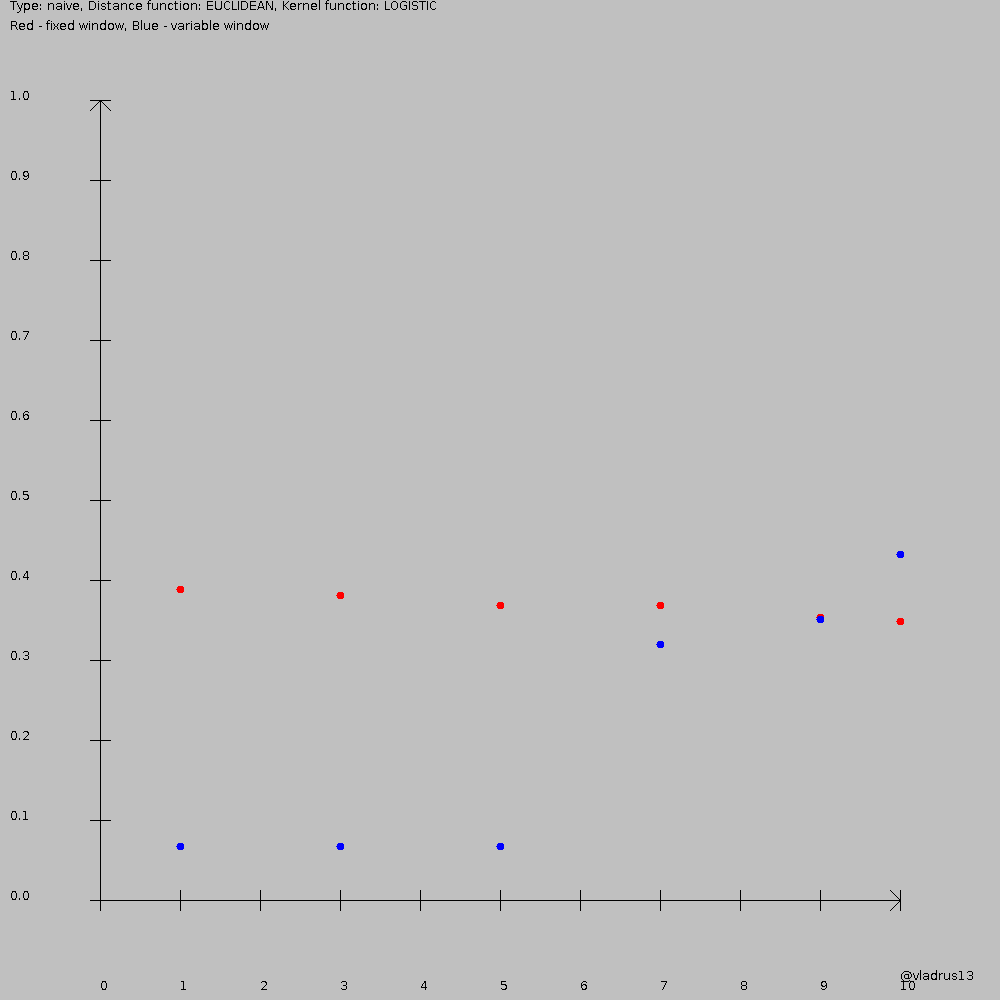 Type: naive, Distance function: EUCLIDEAN, Kernel function: LOGISTIC
Red - fixed window, Blue - variable window
1.0
0.9
0.8
0.7
0.6
0.5
0.4
0.3
0.2
0.1
0.0
@vladrus13
0 1 2 3 4 5 6 7 8 9 10